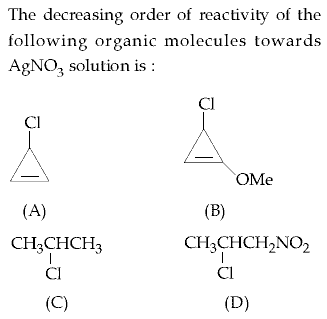 The decreasing order of reactivity of the
following organic molecules towards
AgNO₃ solution is :
Cl
Cl
OMe
(A)
(B)
CH₃CHCH₃
CH₃CHCH₂NO₂
Cl
Cl
(C)
(D)